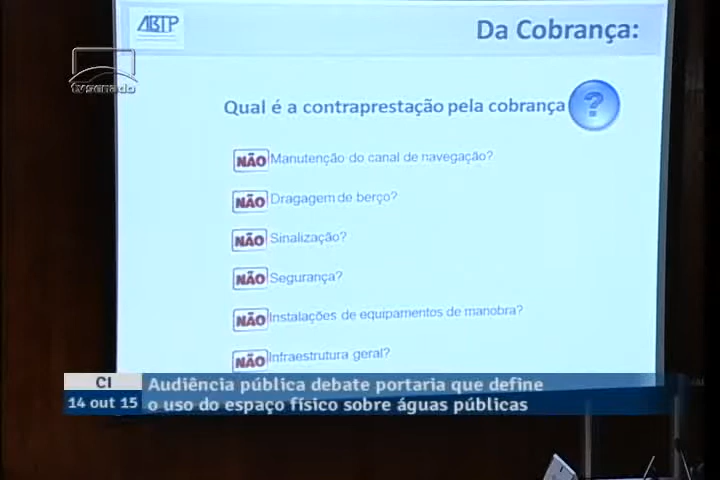 ABTP
Da Cobrança:
tv senado
Qual é a contraprestação pela cobrança ?
NÃO Manutenção do canal de navegação?
NÃO Dragagem de berço?
NÃO Sinalização?
NÃO Segurança?
NÃO Instalações de equipamentos de manobra?
NÃO Infraestrutura geral?
CI Audiência pública debate portaria que define
14 out 15 o uso do espaço físico sobre águas públicas